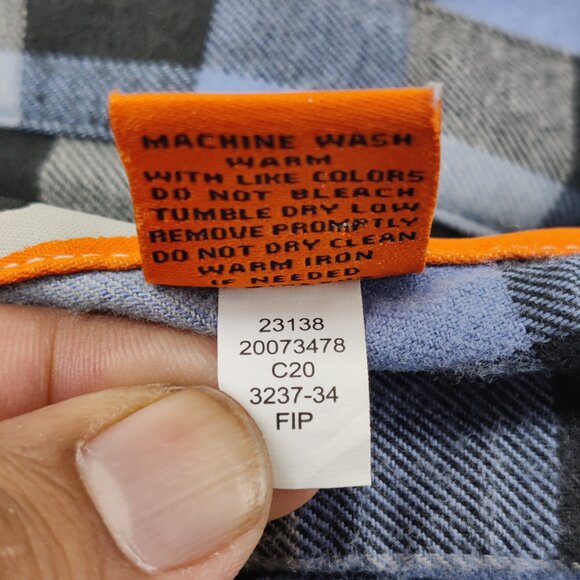 MACHINE WASH
WARM
WITH LIKE COLORS
DO NOT BLEACH
TUMBLE DRY LOW
REMOVE PROMPTLY
DO NOT DRY CLEAN
WARM IRON
IF NEEDED
23138
20073478
C20
3237-34
FIP